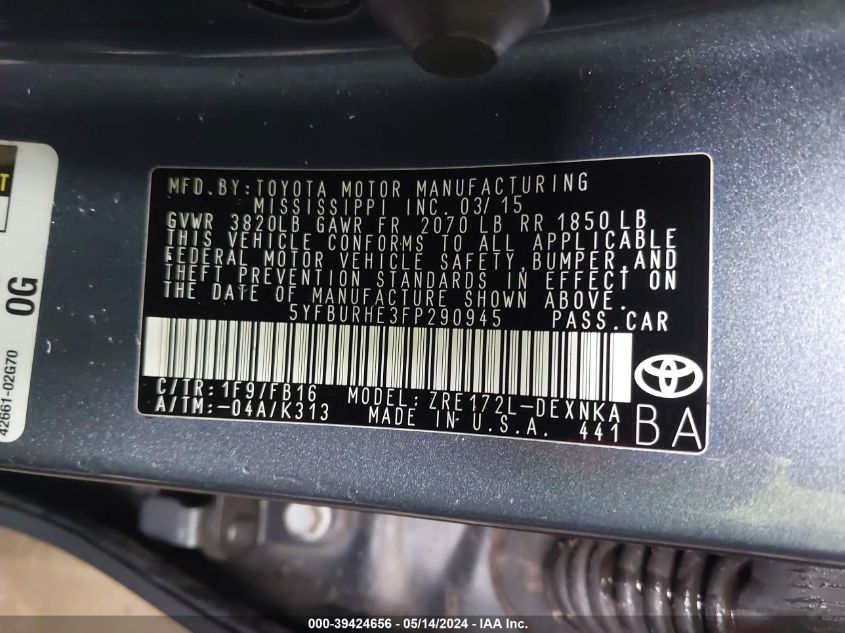 MFD. BY: TOYOTA MOTOR MANUFACTURING
MISSISSIPPI INC. 03/15
GVWR 3820LB GAWR FR 2070 LB RR 1850LB
THIS VEHICLE CONFORMS TO ALL APPLICABLE
FEDERAL MOTOR VEHICLE SAFETY, BUMPER, AND
THEFT PREVENTION STANDARDS IN EFFECT ON
THE DATE OF MANUFACTURE SHOWN ABOVE.
5YFBURHE3FP290945 PASS.CAR
C/TR: 1F9/FB16 MODEL: ZRE172L-DEXNKA
A/TM: -04A/K313 MADE IN U.S.A. 441
BA
0G
42661-02G70
000-39424656 / 05/14/2024 - IAA Inc.